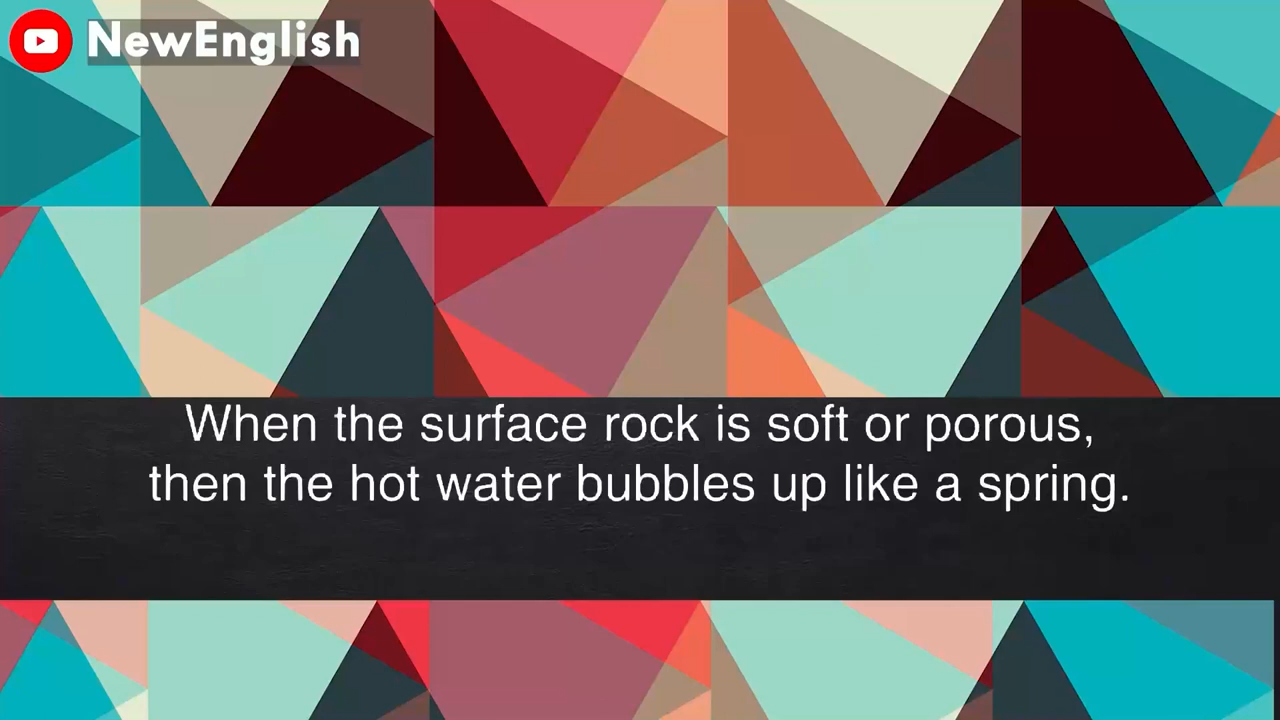 NewEnglish
When the surface rock is soft or porous,
then the hot water bubbles up like a spring.